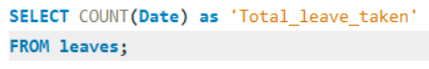 SELECT COUNT(Date) as 'Total_leave_taken'
FROM leaves;